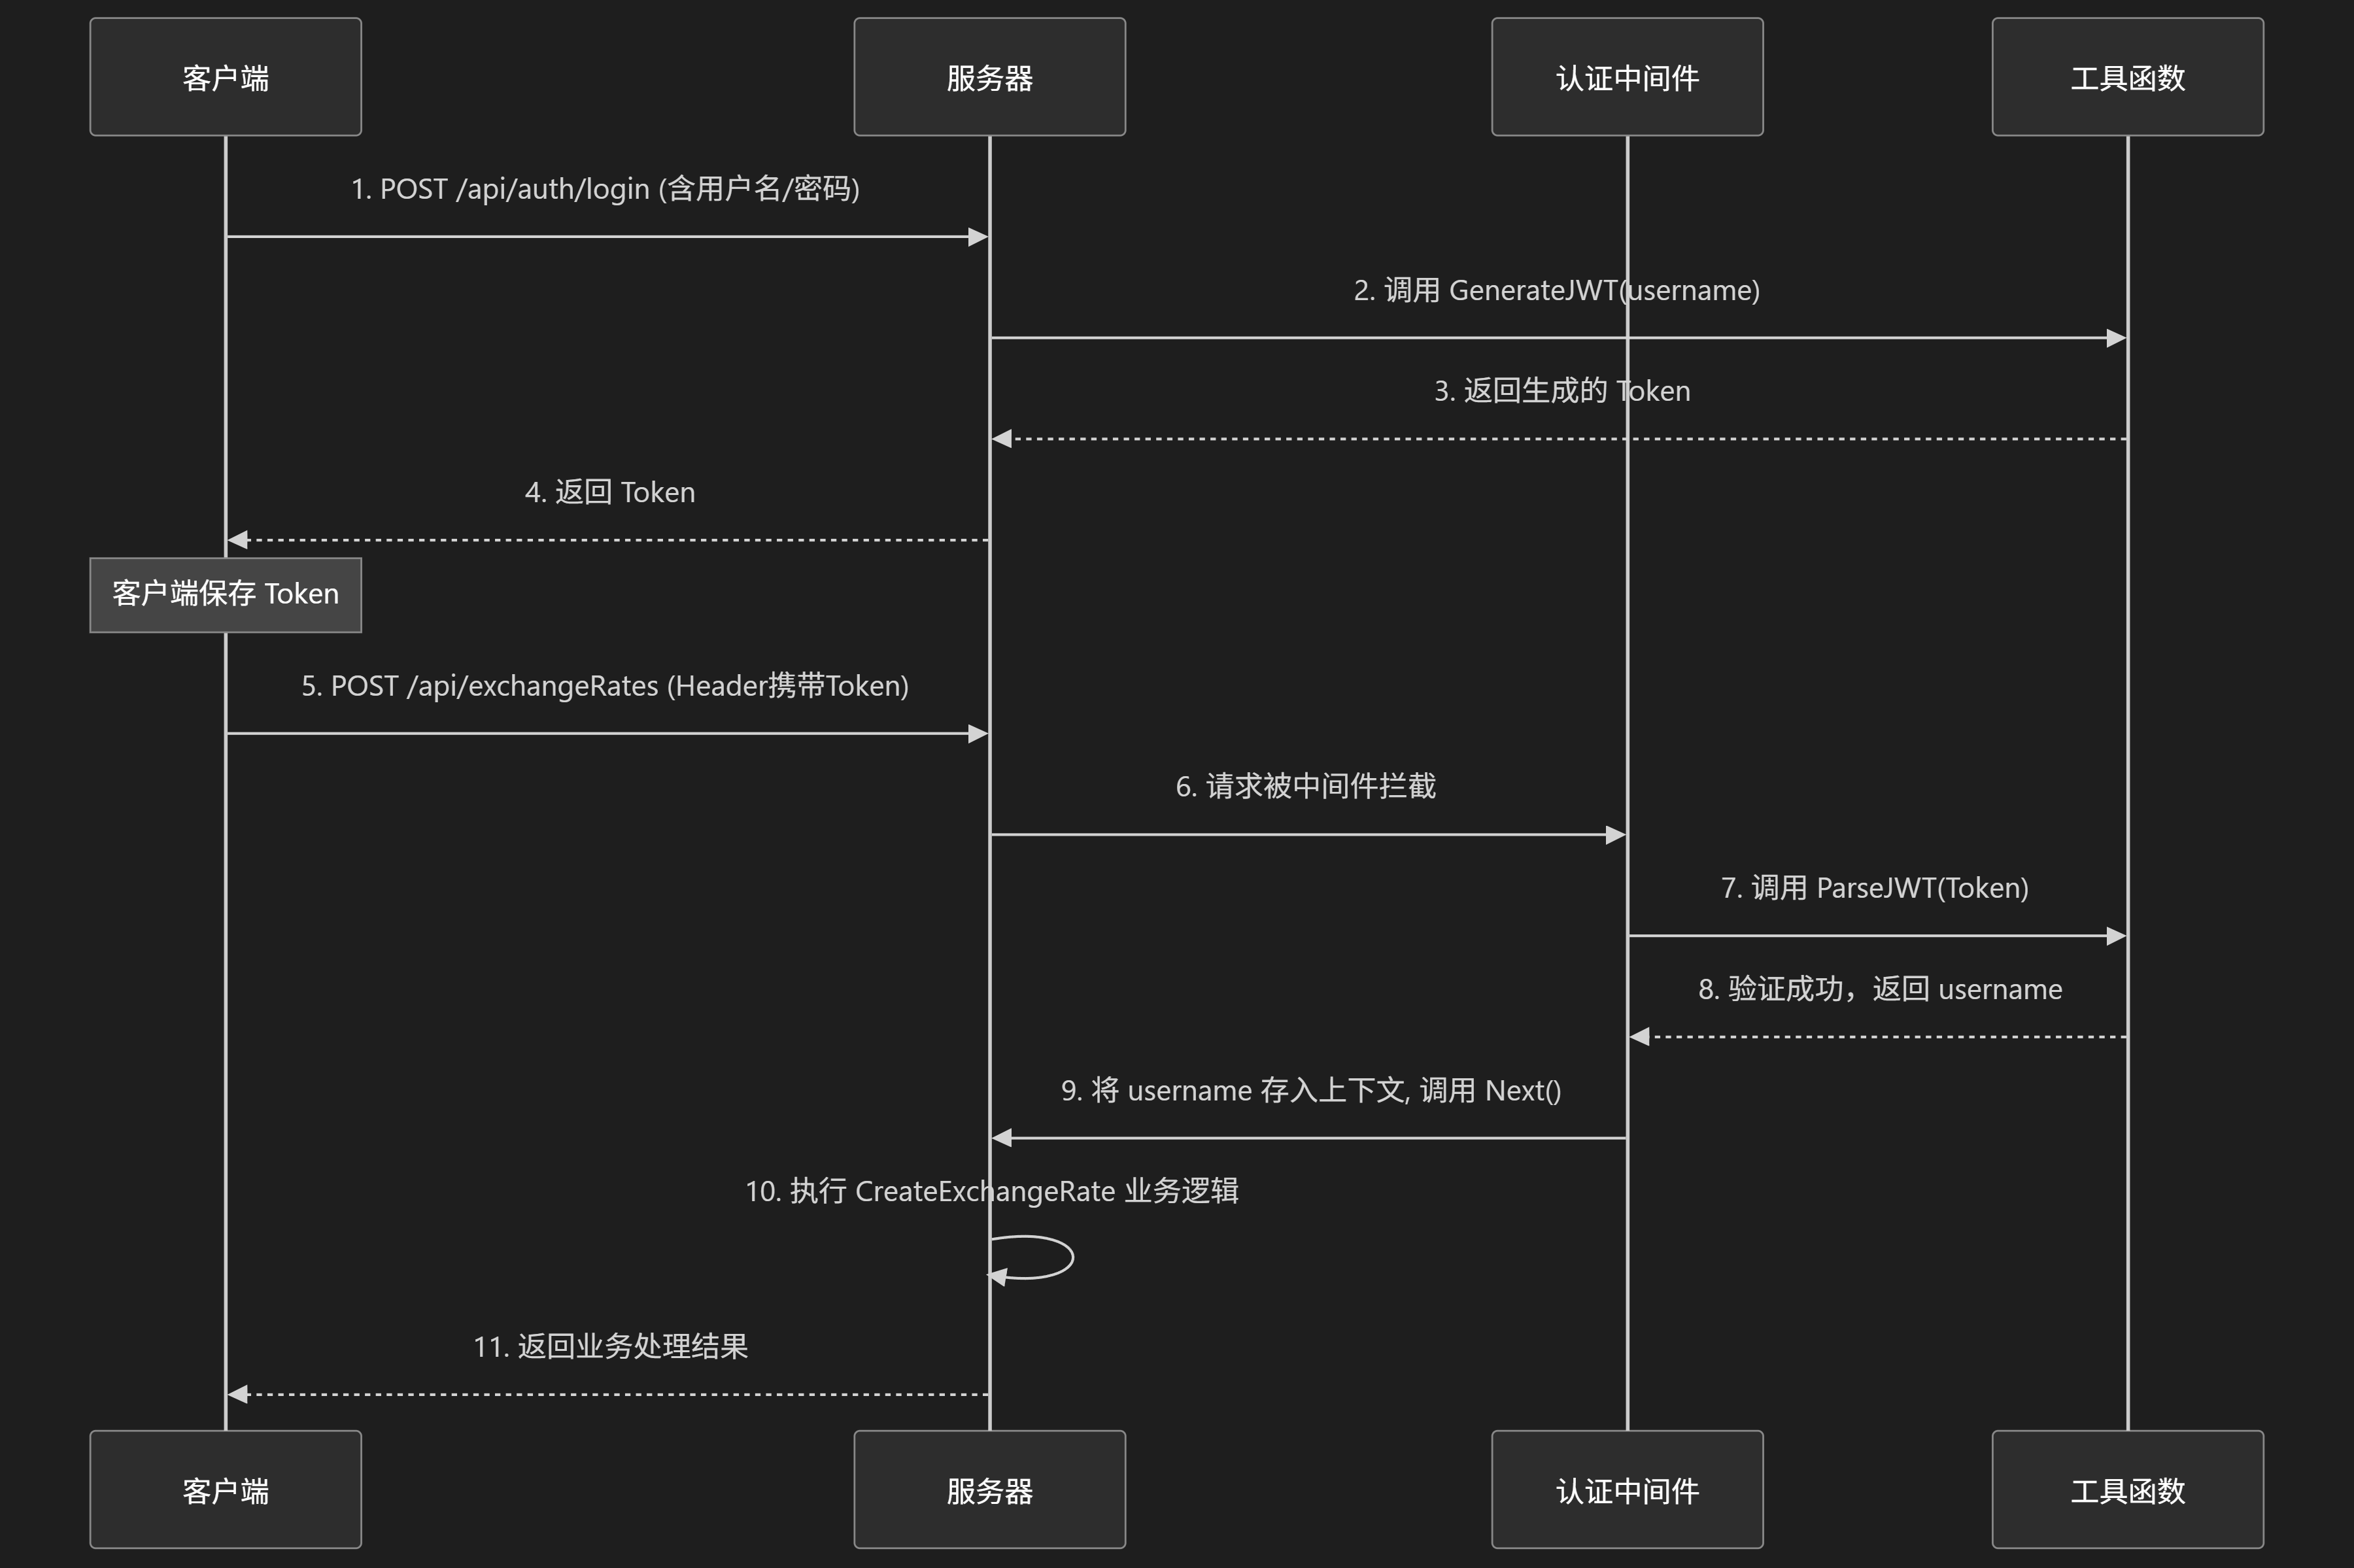 客户端
服务器
认证中间件
工具函数
1. POST /api/auth/login (含用户名/密码)
2. 调用 GenerateJWT(username)
3. 返回生成的 Token
4. 返回 Token
客户端保存 Token
5. POST /api/exchangeRates (Header携带Token)
6. 请求被中间件拦截
7. 调用 ParseJWT(Token)
8. 验证成功，返回 username
9. 将 username 存入上下文, 调用 Next()
10. 执行 CreateExchangeRate 业务逻辑
11. 返回业务处理结果
客户端
服务器
认证中间件
工具函数